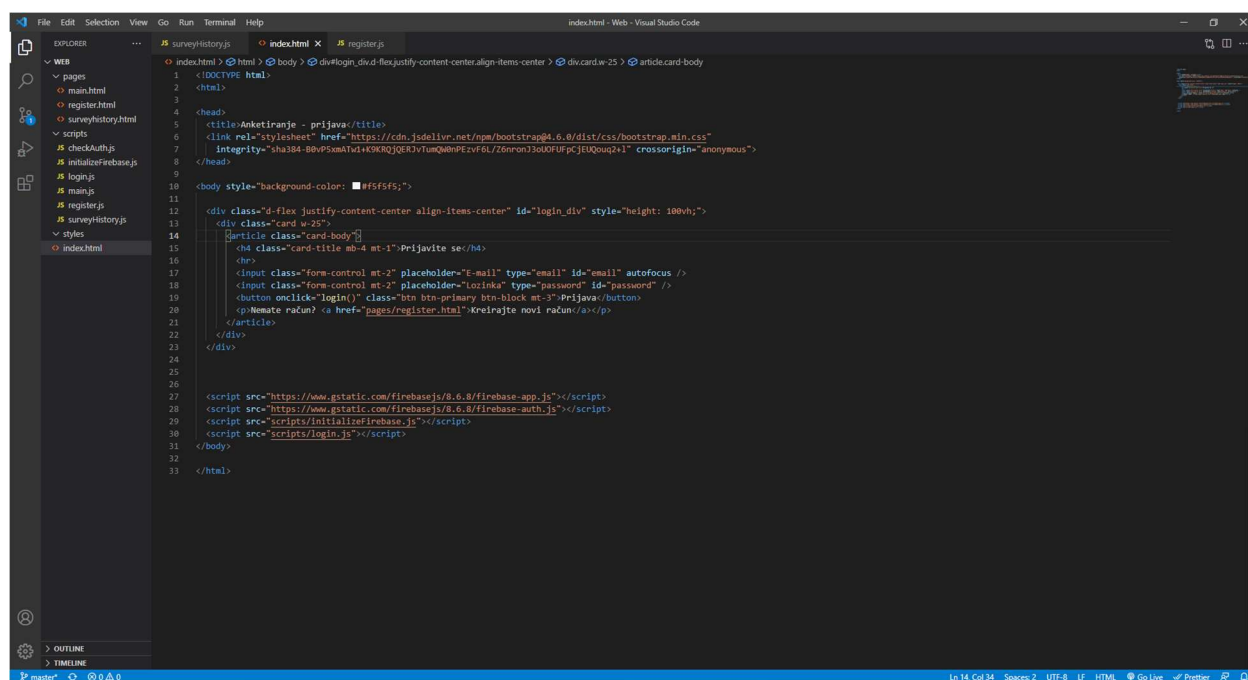 File Edit Selection View Go Run Terminal Help
index.html - Web - Visual Studio Code
EXPLORER ...
WEB
pages
main.html
register.html
surveyhistory.html
scripts
JS checkAuth.js
JS initializeFirebase.js
JS login.js
JS main.js
JS register.js
JS surveyHistory.js
styles
index.html
OUTLINE
TIMELINE
1
JS surveyHistory.js index.html JS register.js
index.html > html > body > div#login_div.d-flex.justify-content-center.align-items-center > div.card.w-25 > article.card-body
1 <!DOCTYPE html>
2 <html>
3
4 <head>
5 <title>Anketiranje - prijava</title>
6 <link rel="stylesheet" href="https://cdn.jsdelivr.net/npm/bootstrap@4.6.0/dist/css/bootstrap.min.css"
7 integrity="sha384-B0vP5xmATw1+K9KRQjQERJvTumQW0nPEzvF6L/Z6nronJ3oUOFUFpCjEUQouq2+l" crossorigin="anonymous">
8 </head>
9
10 <body style="background-color: #f5f5f5;">
11
12 <div class="d-flex justify-content-center align-items-center" id="login_div" style="height: 100vh;">
13 <div class="card w-25">
14 <article class="card-body">
15 <h4 class="card-title mb-4 mt-1">Prijavite se</h4>
16 <hr>
17 <input class="form-control mt-2" placeholder="E-mail" type="email" id="email" autofocus />
18 <input class="form-control mt-2" placeholder="Lozinka" type="password" id="password" />
19 <button onclick="login()" class="btn btn-primary btn-block mt-3">Prijava</button>
20 <p>Nemate račun? <a href="pages/register.html">Kreirajte novi račun</a></p>
21 </article>
22 </div>
23 </div>
24
25
26
27 <script src="https://www.gstatic.com/firebasejs/8.6.8/firebase-app.js"></script>
28 <script src="https://www.gstatic.com/firebasejs/8.6.8/firebase-auth.js"></script>
29 <script src="scripts/initializeFirebase.js"></script>
30 <script src="scripts/login.js"></script>
31 </body>
32
33 </html>
master* 0 0 Ln 14, Col 34 Spaces: 2 UTF-8 LF HTML Go Live Prettier